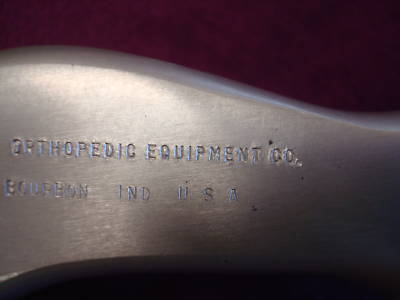 ORTHOPEDIC EQUIPMENT CO.
BOURBON IND U S A